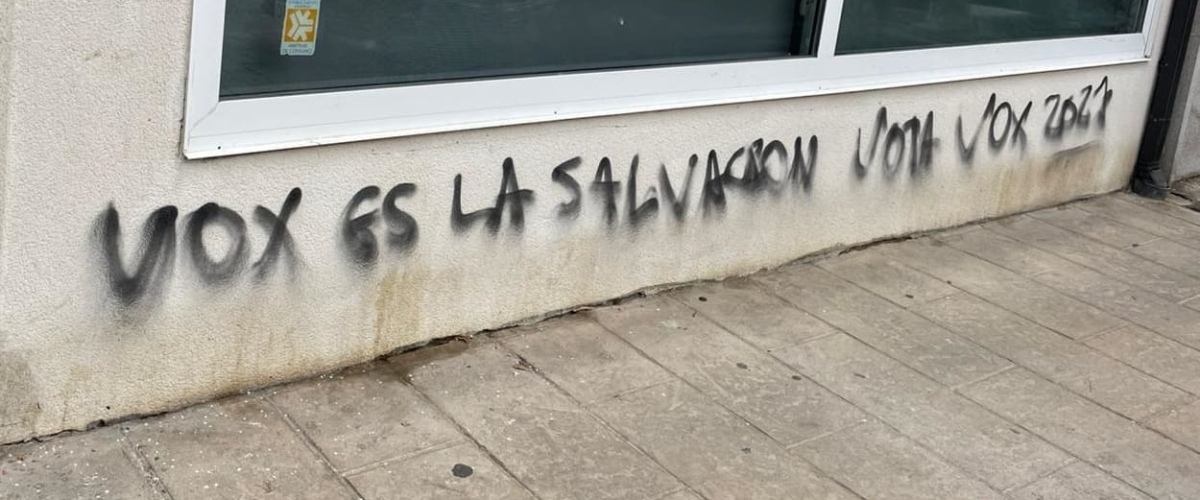 VOX ES LA SALVACION VOTA VOX 2027